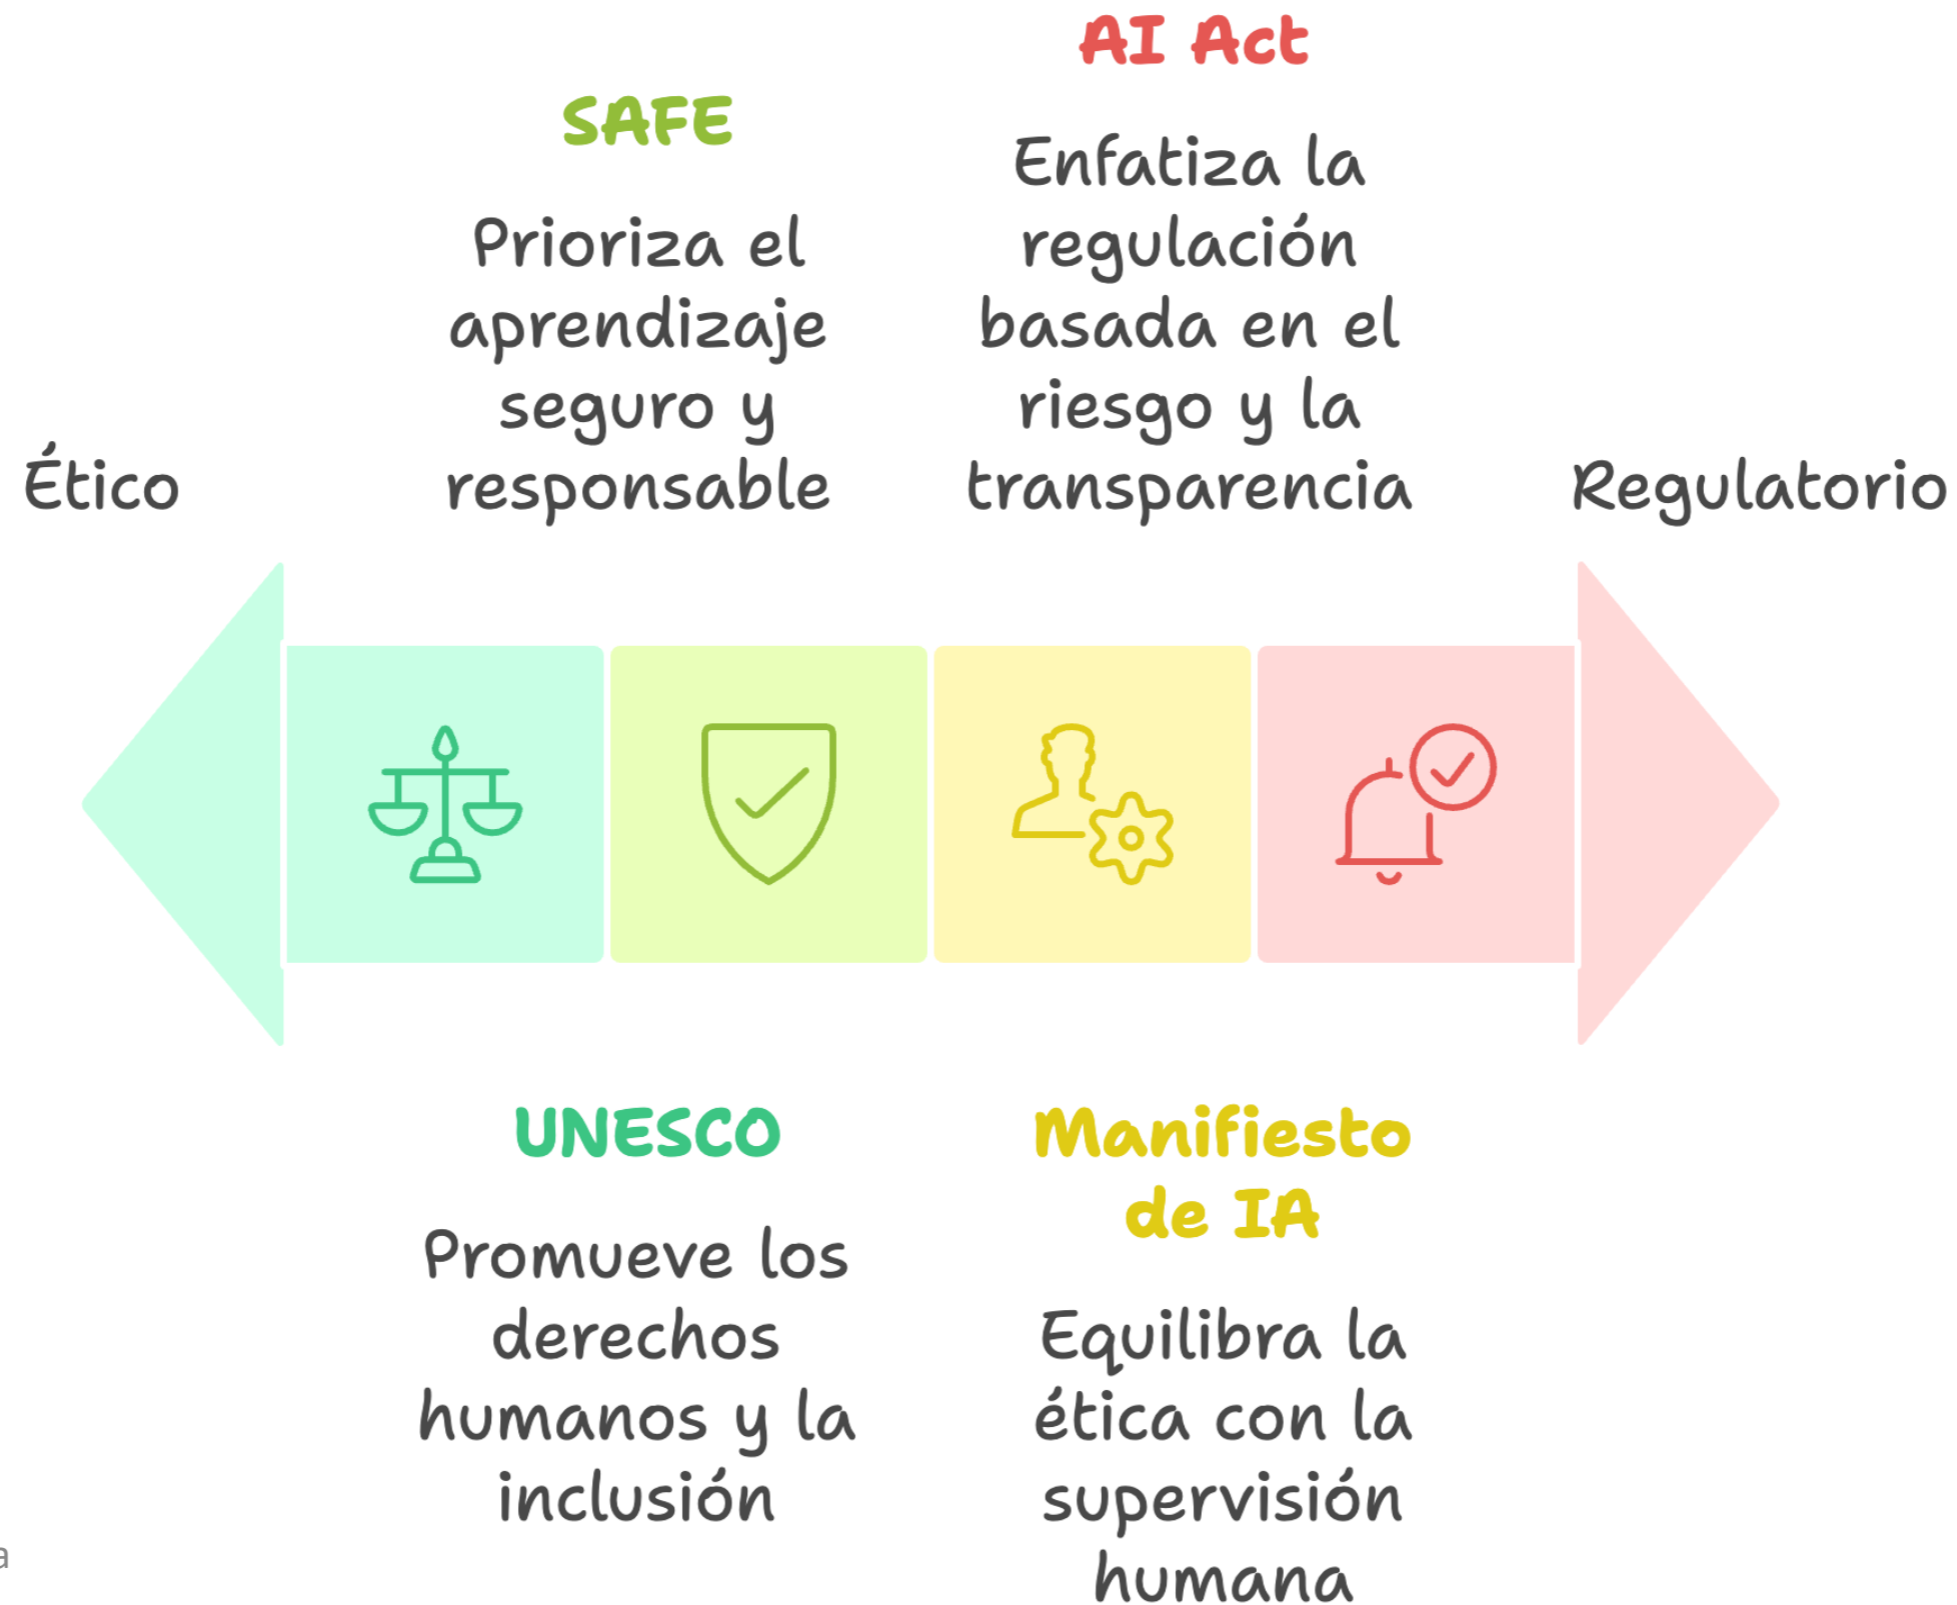 AI Act
SAFE
Enfatiza la
regulación
basada en el
riesgo y la
transparencia
Prioriza el
aprendizaje
seguro y
responsable
Ético
Regulatorio
UNESCO
Promueve los
derechos
humanos y la
inclusión
Manifiesto
de IA
Equilibra la
ética con la
supervisión
humana
a